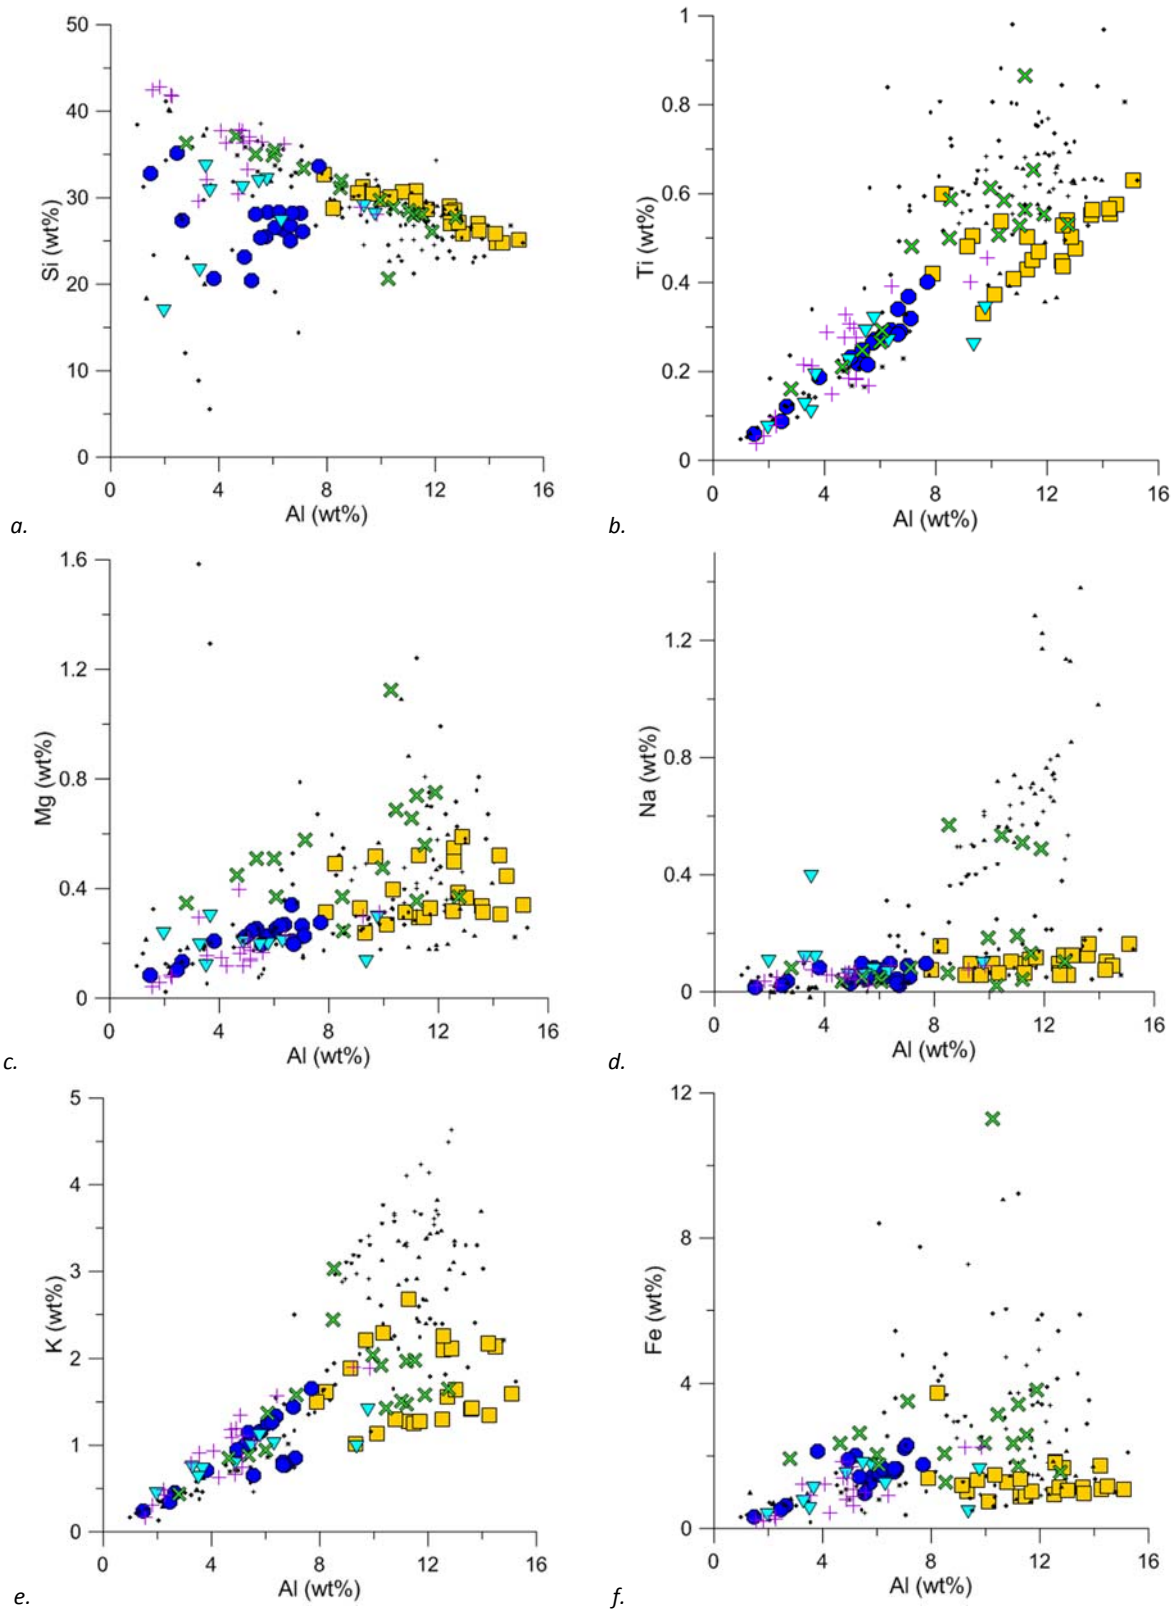 50
40
30
20
10
0
Si (wt%)
0 4 8 12 16
Al (wt%)
a.
1
0.8
0.6
0.4
0.2
0
Ti (wt%)
0 4 8 12 16
Al (wt%)
b.
1.6
1.2
0.8
0.4
0
Mg (wt%)
0 4 8 12 16
Al (wt%)
c.
1.2
0.8
0.4
0
Na (wt%)
0 4 8 12 16
Al (wt%)
d.
5
4
3
2
1
0
K (wt%)
0 4 8 12 16
Al (wt%)
e.
12
8
4
0
Fe (wt%)
0 4 8 12 16
Al (wt%)
f.